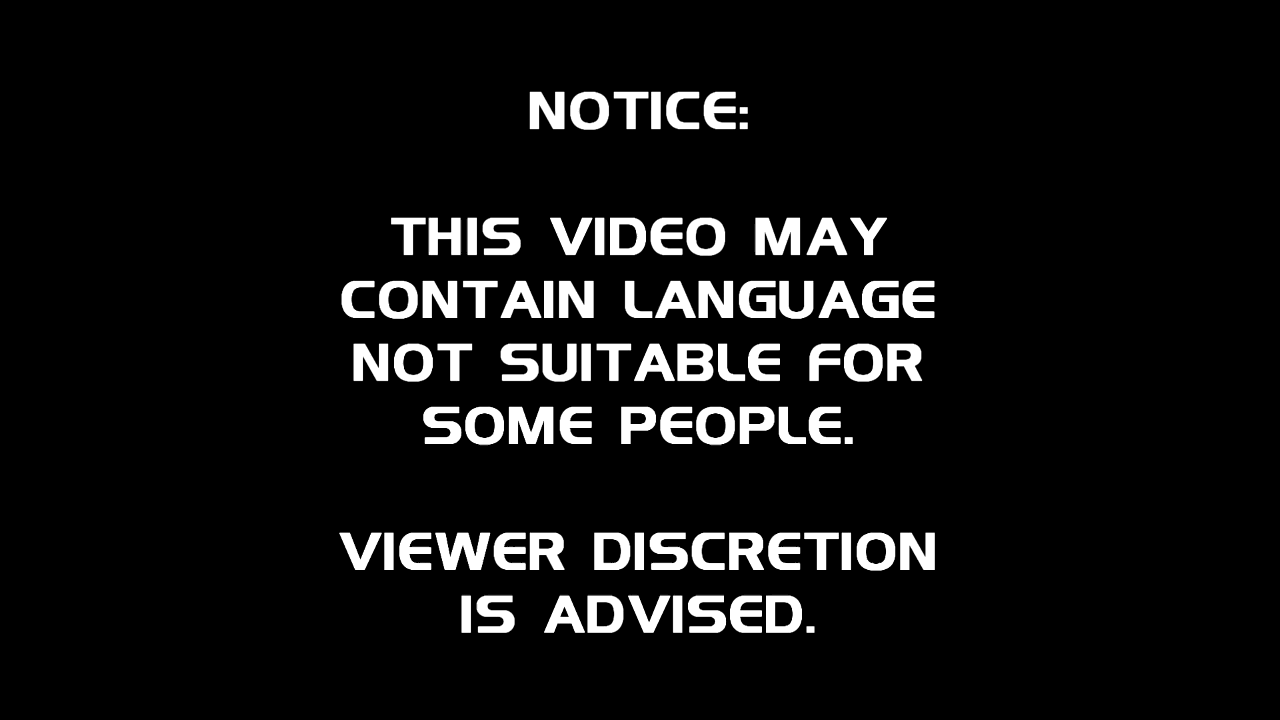 NOTICE:
THIS VIDEO MAY
CONTAIN LANGUAGE
NOT SUITABLE FOR
SOME PEOPLE.
VIEWER DISCRETION
IS ADVISED.